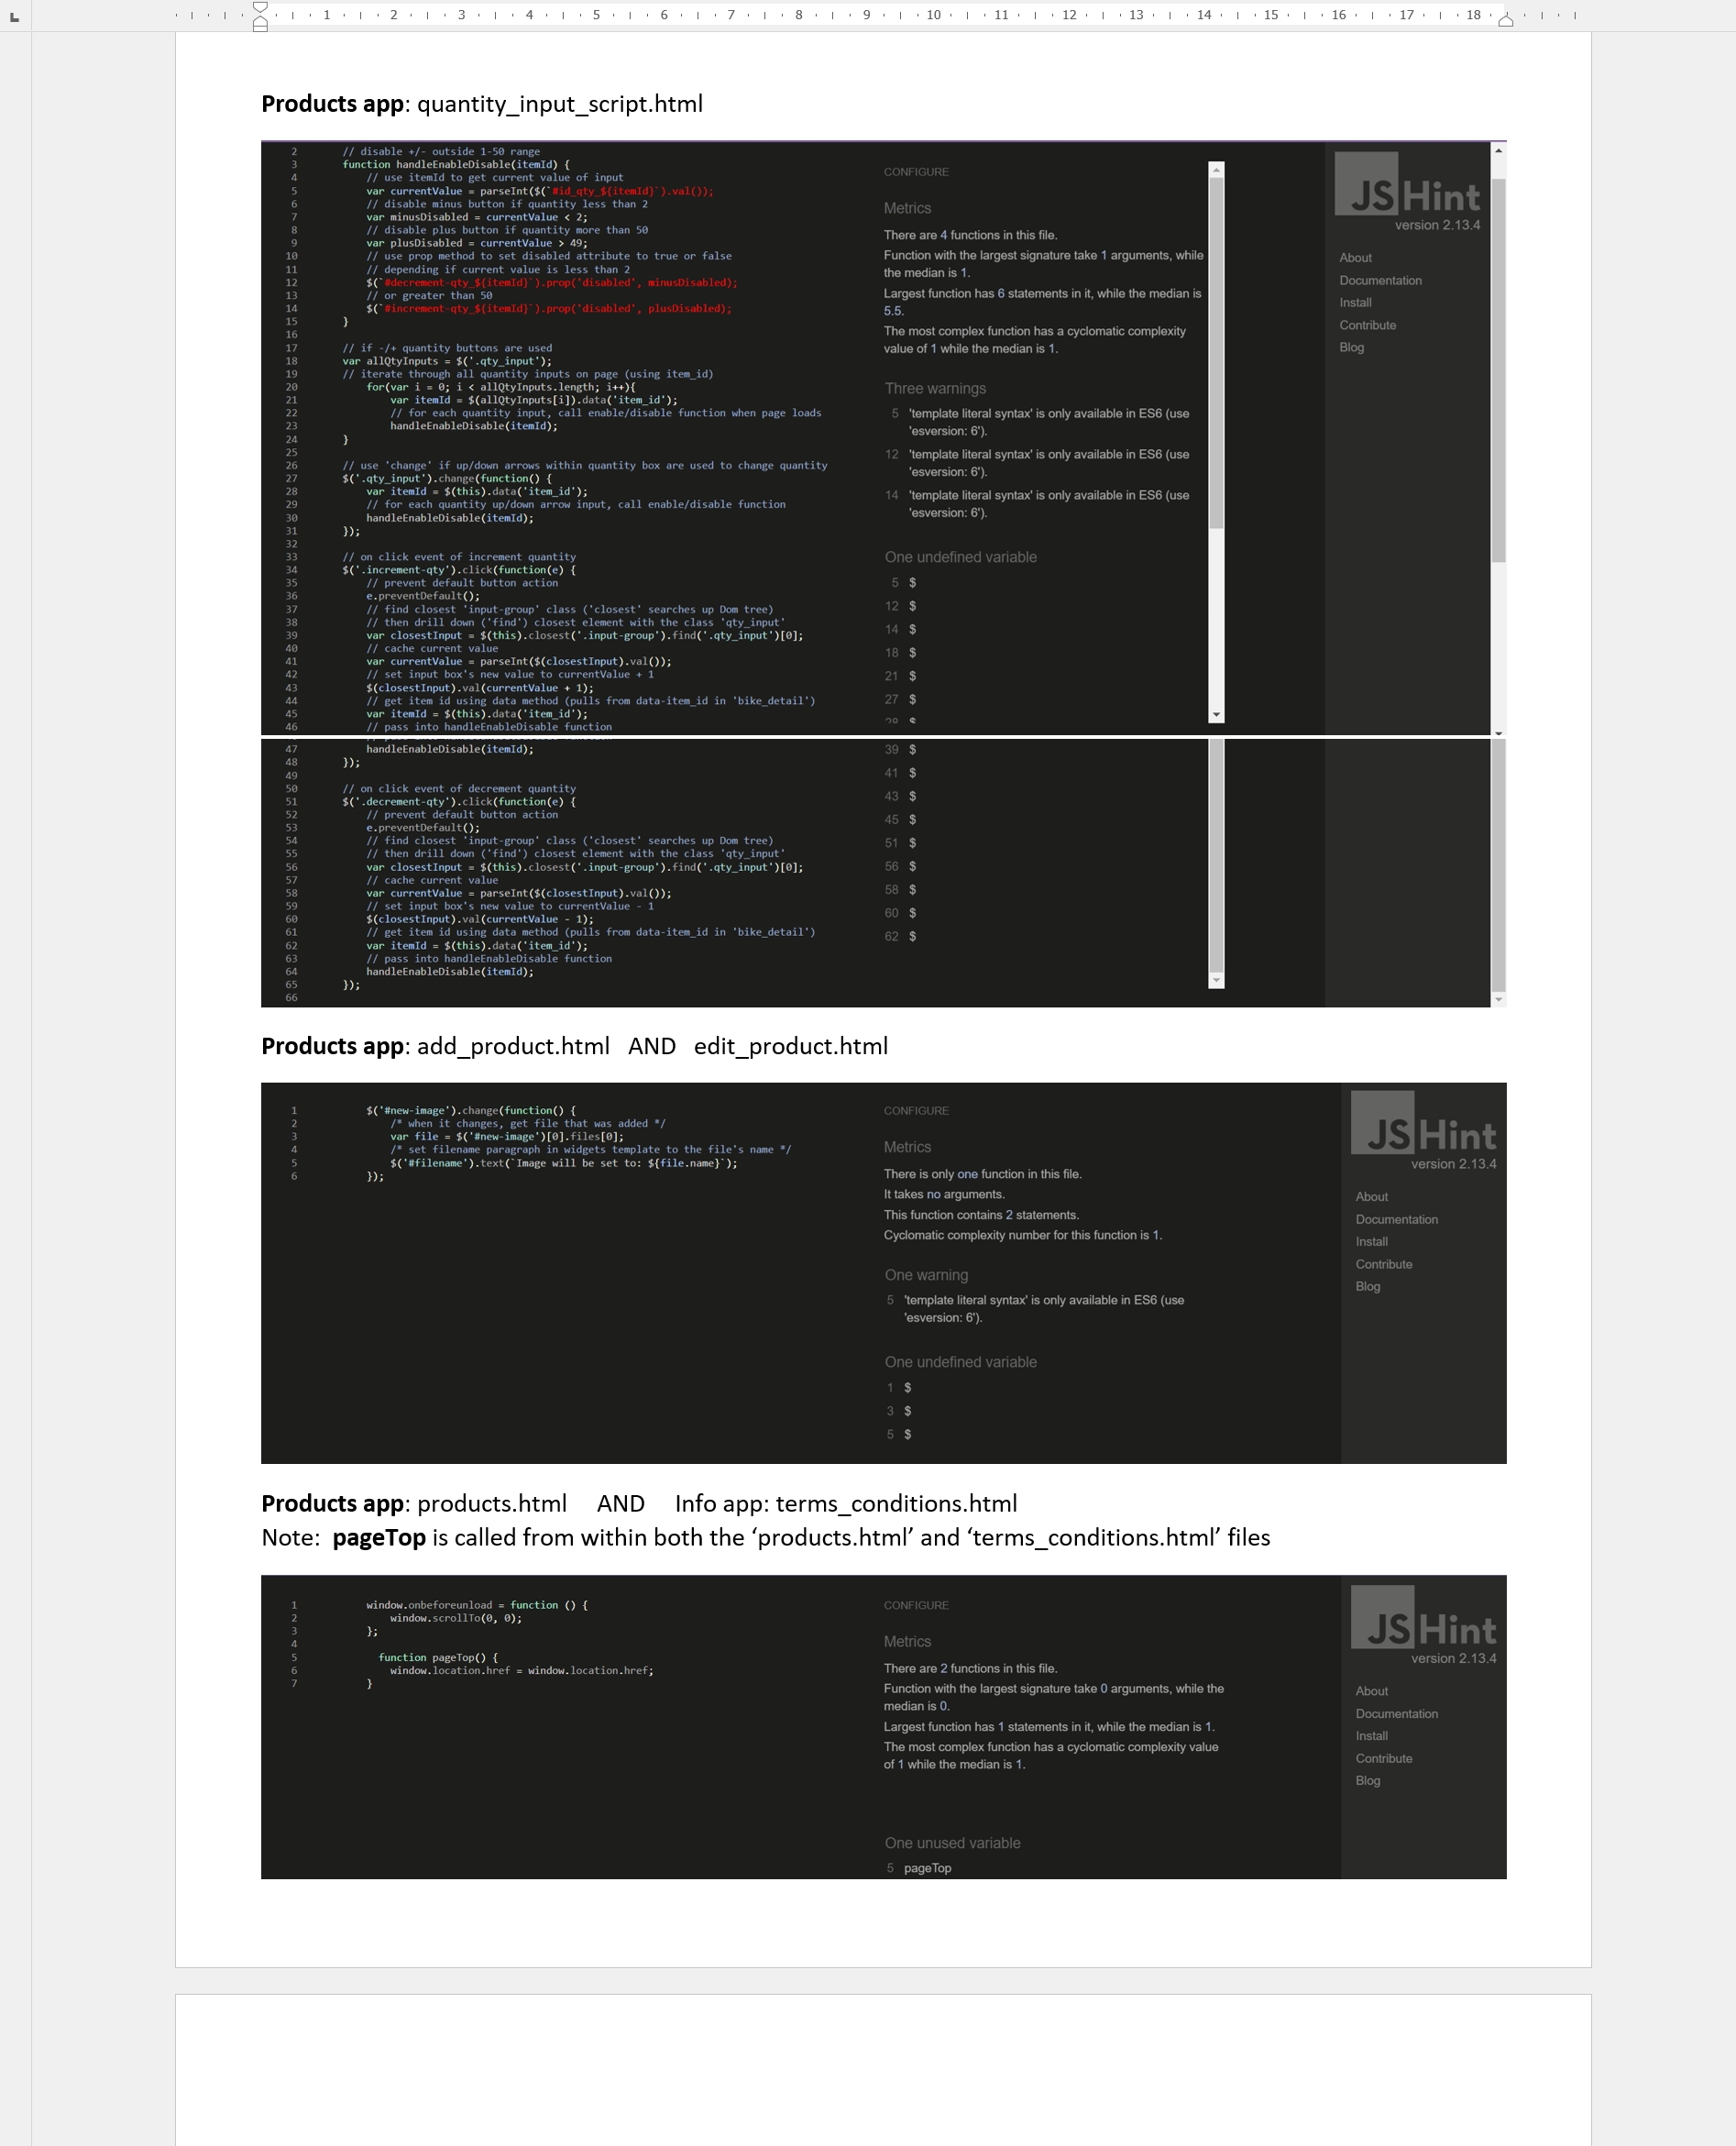 1 2 3 4 5 6 7 8 9 10 11 12 13 14 15 16 17 18
Products app: quantity_input_script.html
2 // disable +/- outside 1-50 range
3 function handleEnableDisable(itemId) {
4 // use itemId to get current value of input
5 var currentValue = parseInt($(`#id_qty_${itemId}`).val());
6 // disable minus button if quantity less than 2
7 var minusDisabled = currentValue < 2;
8 // disable plus button if quantity more than 50
9 var plusDisabled = currentValue > 49;
10 // use prop method to set disabled attribute to true or false
11 // depending if current value is less than 2
12 $(`#decrement-qty_${itemId}`).prop('disabled', minusDisabled);
13 // or greater than 50
14 $(`#increment-qty_${itemId}`).prop('disabled', plusDisabled);
15 }
16
17 // if -/+ quantity buttons are used
18 var allQtyInputs = $('.qty_input');
19 // iterate through all quantity inputs on page (using item_id)
20 for(var i = 0; i < allQtyInputs.length; i++){
21 var itemId = $(allQtyInputs[i]).data('item_id');
22 // for each quantity input, call enable/disable function when page loads
23 handleEnableDisable(itemId);
24 }
25
26 // use 'change' if up/down arrows within quantity box are used to change quantity
27 $('.qty_input').change(function() {
28 var itemId = $(this).data('item_id');
29 // for each quantity up/down arrow input, call enable/disable function
30 handleEnableDisable(itemId);
31 });
32
33 // on click event of increment quantity
34 $('.increment-qty').click(function(e) {
35 // prevent default button action
36 e.preventDefault();
37 // find closest 'input-group' class ('closest' searches up Dom tree)
38 // then drill down ('find') closest element with the class 'qty_input'
39 var closestInput = $(this).closest('.input-group').find('.qty_input')[0];
40 // cache current value
41 var currentValue = parseInt($(closestInput).val());
42 // set input box's new value to currentValue + 1
43 $(closestInput).val(currentValue + 1);
44 // get item id using data method (pulls from data-item_id in 'bike_detail')
45 var itemId = $(this).data('item_id');
46 // pass into handleEnableDisable function
47 handleEnableDisable(itemId);
48 });
49
50 // on click event of decrement quantity
51 $('.decrement-qty').click(function(e) {
52 // prevent default button action
53 e.preventDefault();
54 // find closest 'input-group' class ('closest' searches up Dom tree)
55 // then drill down ('find') closest element with the class 'qty_input'
56 var closestInput = $(this).closest('.input-group').find('.qty_input')[0];
57 // cache current value
58 var currentValue = parseInt($(closestInput).val());
59 // set input box's new value to currentValue - 1
60 $(closestInput).val(currentValue - 1);
61 // get item id using data method (pulls from data-item_id in 'bike_detail')
62 var itemId = $(this).data('item_id');
63 // pass into handleEnableDisable function
64 handleEnableDisable(itemId);
65 });
66
CONFIGURE
Metrics
There are 4 functions in this file.
Function with the largest signature take 1 arguments, while
the median is 1.
Largest function has 6 statements in it, while the median is
5.5.
The most complex function has a cyclomatic complexity
value of 1 while the median is 1.
Three warnings
5 'template literal syntax' is only available in ES6 (use
'esversion: 6').
12 'template literal syntax' is only available in ES6 (use
'esversion: 6').
14 'template literal syntax' is only available in ES6 (use
'esversion: 6').
One undefined variable
5 $
12 $
14 $
18 $
21 $
27 $
28 $
39 $
41 $
43 $
45 $
51 $
56 $
58 $
60 $
62 $
JSHint
version 2.13.4
About
Documentation
Install
Contribute
Blog
Products app: add_product.html AND edit_product.html
1 $('#new-image').change(function() {
2 /* when it changes, get file that was added */
3 var file = $('#new-image')[0].files[0];
4 /* set filename paragraph in widgets template to the file's name */
5 $('#filename').text(`Image will be set to: ${file.name}`);
6 });
CONFIGURE
Metrics
There is only one function in this file.
It takes no arguments.
This function contains 2 statements.
Cyclomatic complexity number for this function is 1.
One warning
5 'template literal syntax' is only available in ES6 (use
'esversion: 6').
One undefined variable
1 $
3 $
5 $
JSHint
version 2.13.4
About
Documentation
Install
Contribute
Blog
Products app: products.html AND Info app: terms_conditions.html
Note: pageTop is called from within both the ‘products.html’ and ‘terms_conditions.html’ files
1 window.onbeforeunload = function () {
2 window.scrollTo(0, 0);
3 };
4
5 function pageTop() {
6 window.location.href = window.location.href;
7 }
CONFIGURE
Metrics
There are 2 functions in this file.
Function with the largest signature take 0 arguments, while the
median is 0.
Largest function has 1 statements in it, while the median is 1.
The most complex function has a cyclomatic complexity value
of 1 while the median is 1.
One unused variable
5 pageTop
JSHint
version 2.13.4
About
Documentation
Install
Contribute
Blog